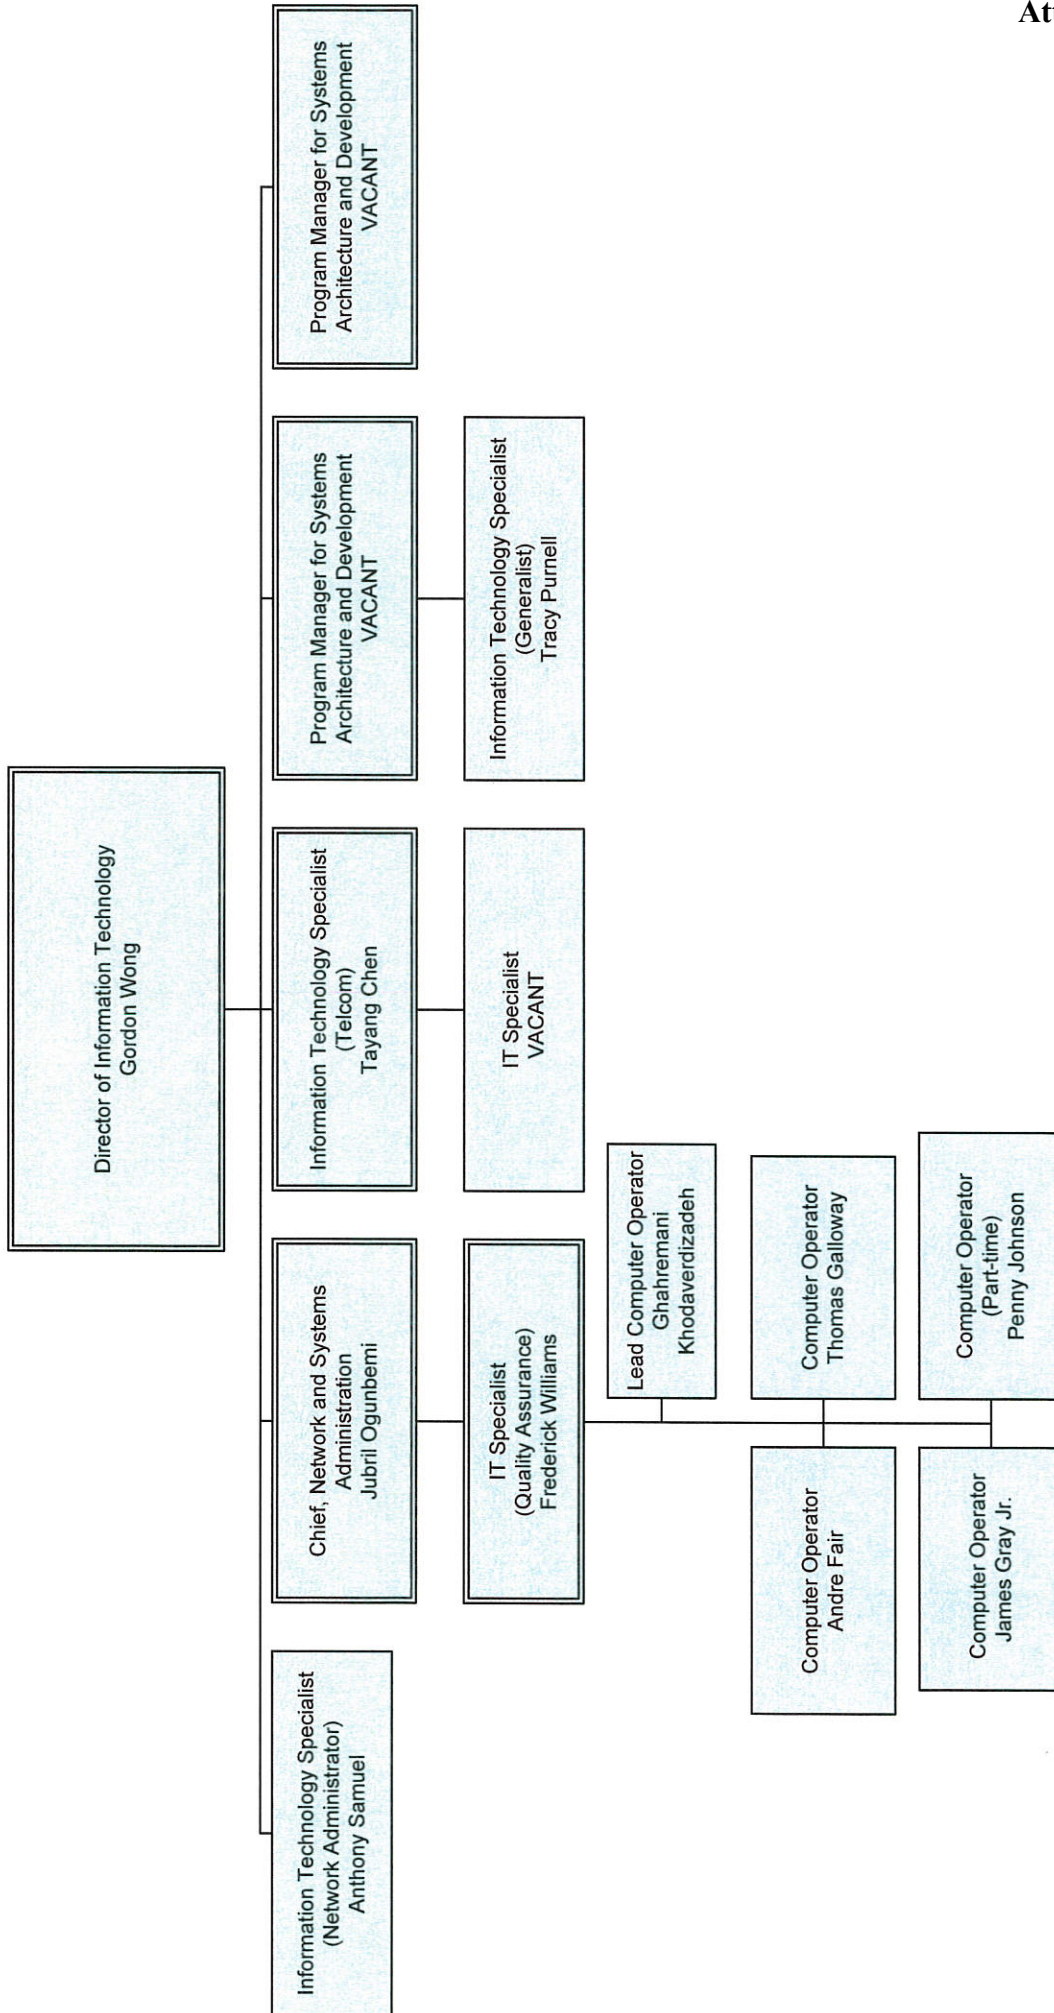 Att
Director of Information Technology
Gordon Wong
Information Technology Specialist
(Network Administrator)
Anthony Samuel
Chief, Network and Systems
Administration
Jubril Ogunbemi
Information Technology Specialist
(Telcom)
Tayang Chen
Program Manager for Systems
Architecture and Development
VACANT
Program Manager for Systems
Architecture and Development
VACANT
IT Specialist
(Quality Assurance)
Frederick Williams
IT Specialist
VACANT
Information Technology Specialist
(Generalist)
Tracy Purnell
Lead Computer Operator
Ghahremani
Khodaverdizadeh
Computer Operator
Andre Fair
Computer Operator
Thomas Galloway
Computer Operator
James Gray Jr.
Computer Operator
(Part-time)
Penny Johnson